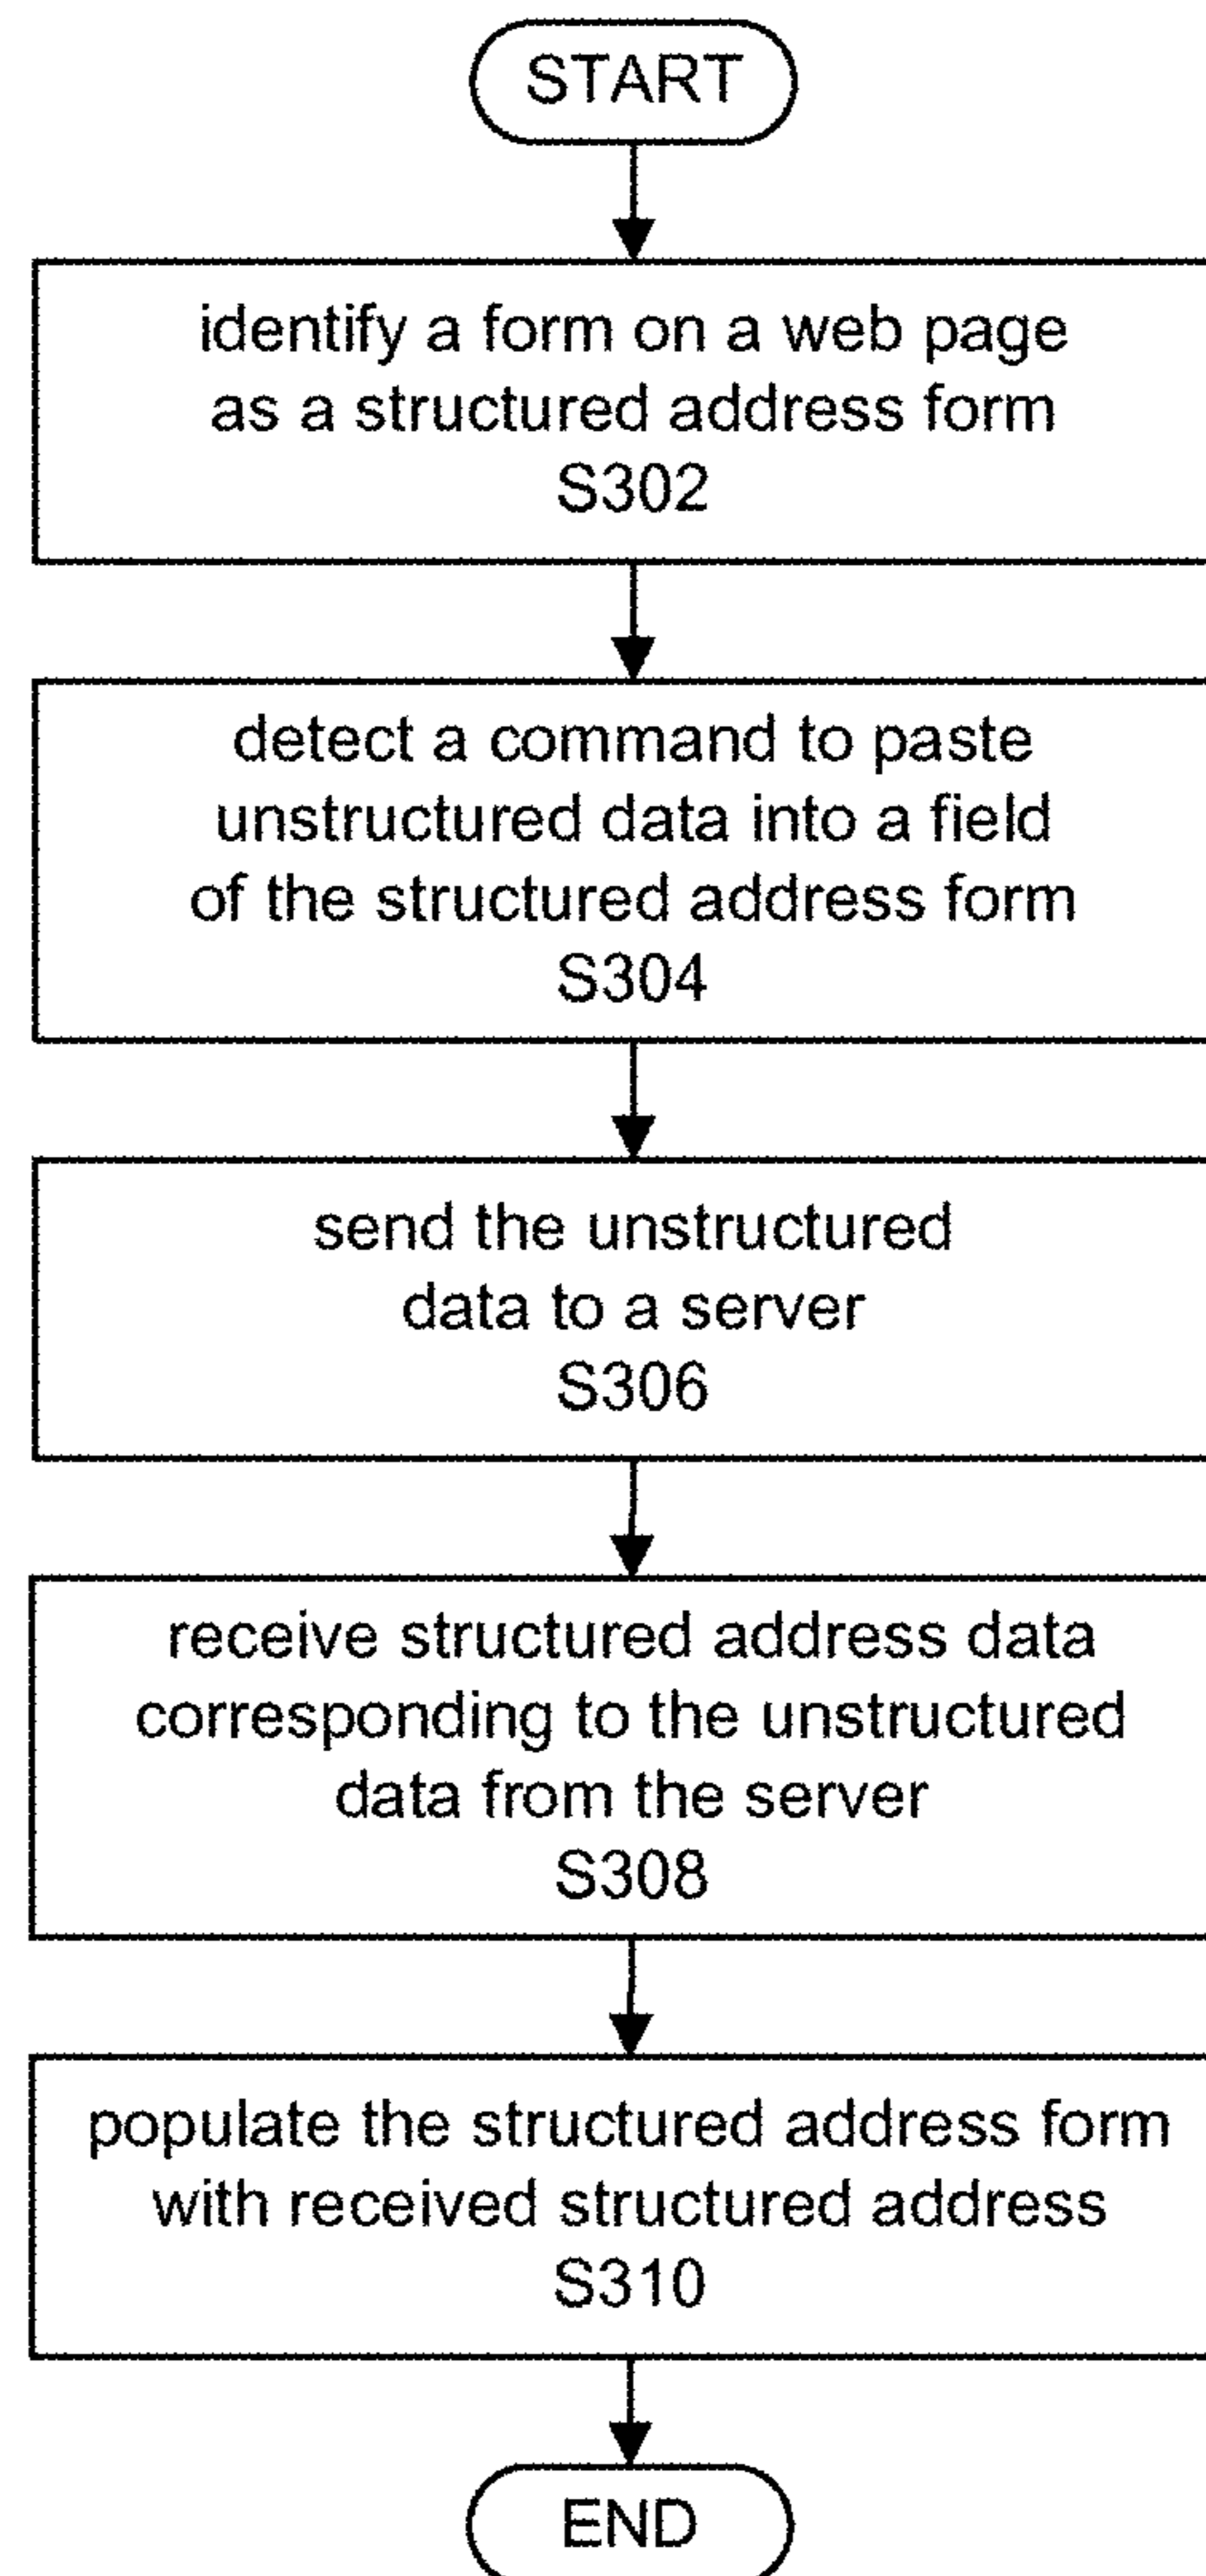 START
identify a form on a web page
as a structured address form
S302
detect a command to paste
unstructured data into a field
of the structured address form
S304
send the unstructured
data to a server
S306
receive structured address data
corresponding to the unstructured
data from the server
S308
populate the structured address form
with received structured address
S310
END